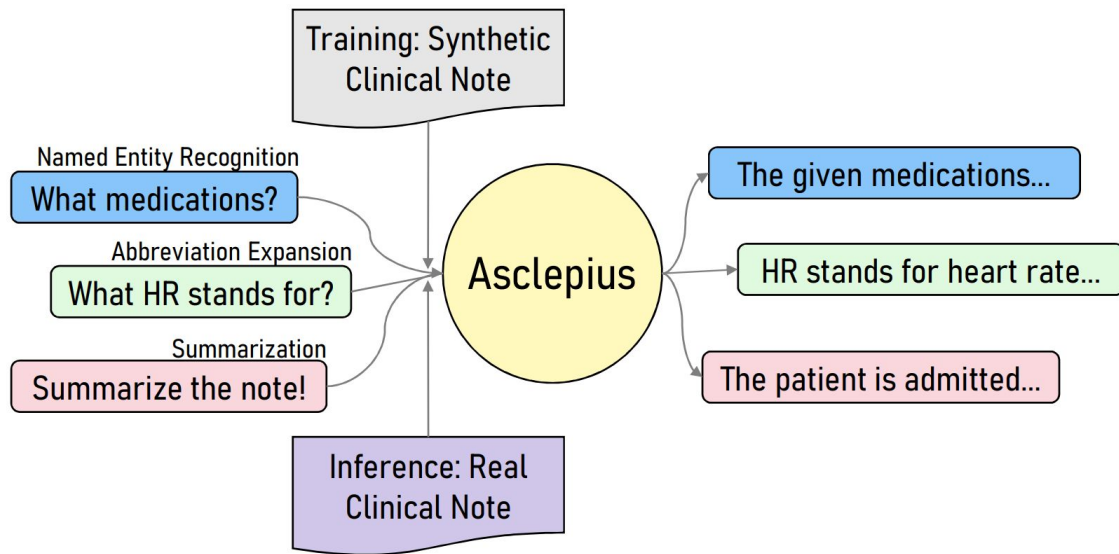 Training: Synthetic
Clinical Note
Named Entity Recognition
What medications?
Abbreviation Expansion
What HR stands for?
Summarization
Summarize the note!
Asclepius
The given medications...
HR stands for heart rate...
The patient is admitted...
Inference: Real
Clinical Note